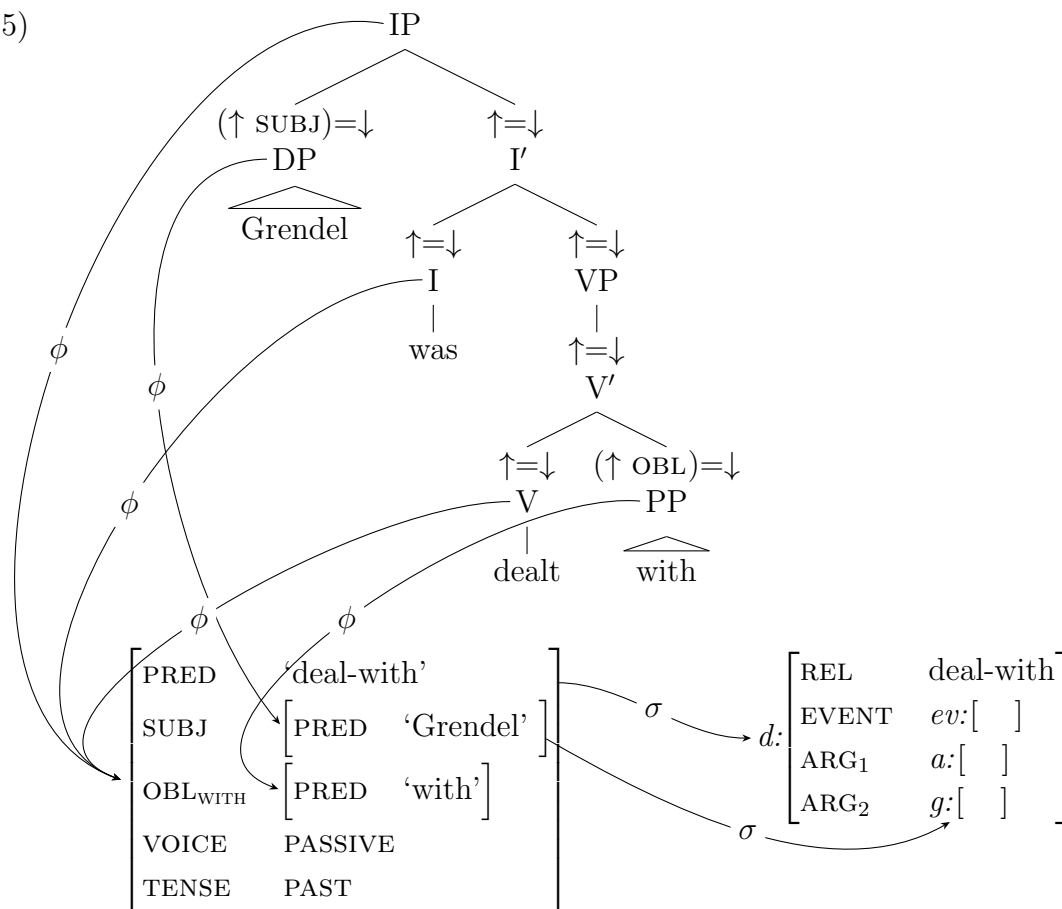 5)
IP
(↑ SUBJ)=↓ ↑=↓
DP I′
Grendel
↑=↓ ↑=↓
I VP
was ↑=↓
ϕ
V′
ϕ
↑=↓ (↑ OBL)=↓
V PP
ϕ
dealt with
ϕ ϕ
PRED ‘deal-with’
SUBJ [PRED ‘Grendel’]
OBL_WITH [PRED ‘with’]
VOICE PASSIVE
TENSE PAST
σ
σ
d:
REL deal-with
EVENT ev:[ ]
ARG₁ a:[ ]
ARG₂ g:[ ]